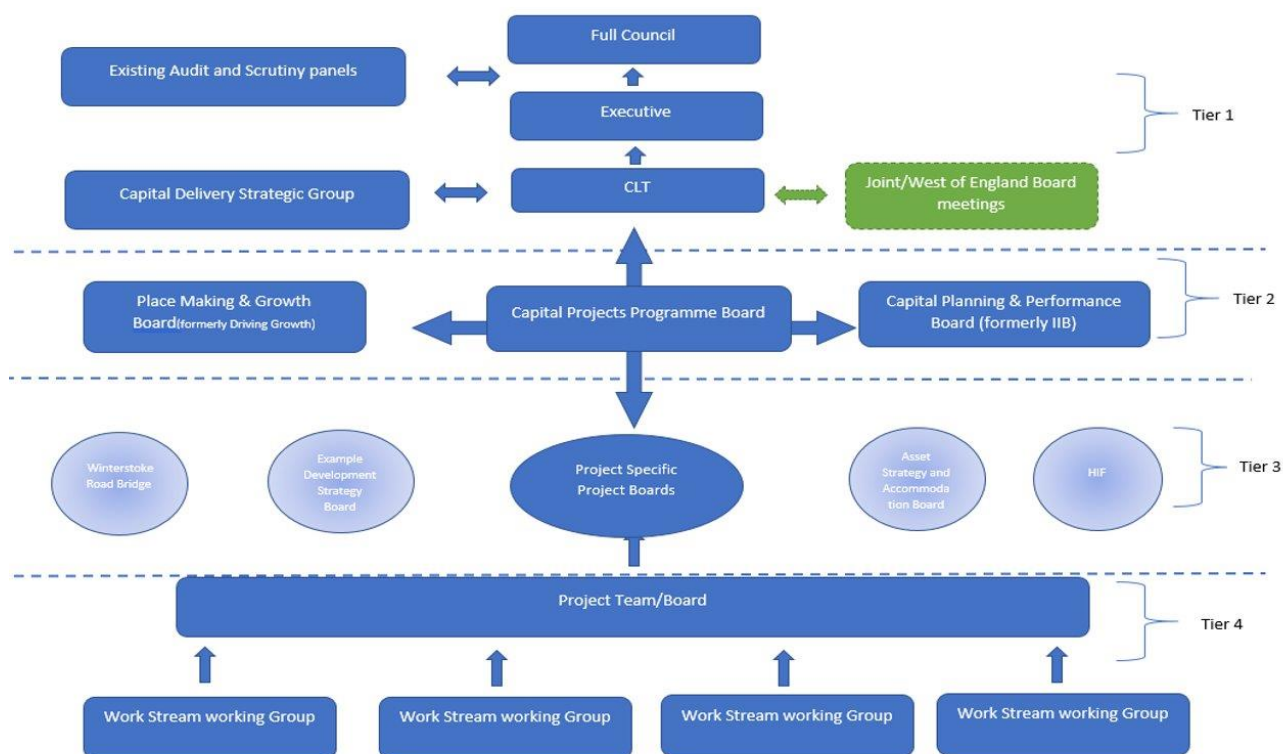 Full Council
Existing Audit and Scrutiny panels
Executive
Tier 1
Capital Delivery Strategic Group
CLT
Joint/West of England Board
meetings
Place Making & Growth
Board(formerly Driving Growth)
Capital Projects Programme Board
Capital Planning & Performance
Board (formerly IIB)
Tier 2
Winterstoke
Road Bridge
Example
Development
Strategy
Board
Project Specific
Project Boards
Asset
Strategy and
Accommoda
tion Board
HIF
Tier 3
Project Team/Board
Tier 4
Work Stream working Group
Work Stream working Group
Work Stream working Group
Work Stream working Group